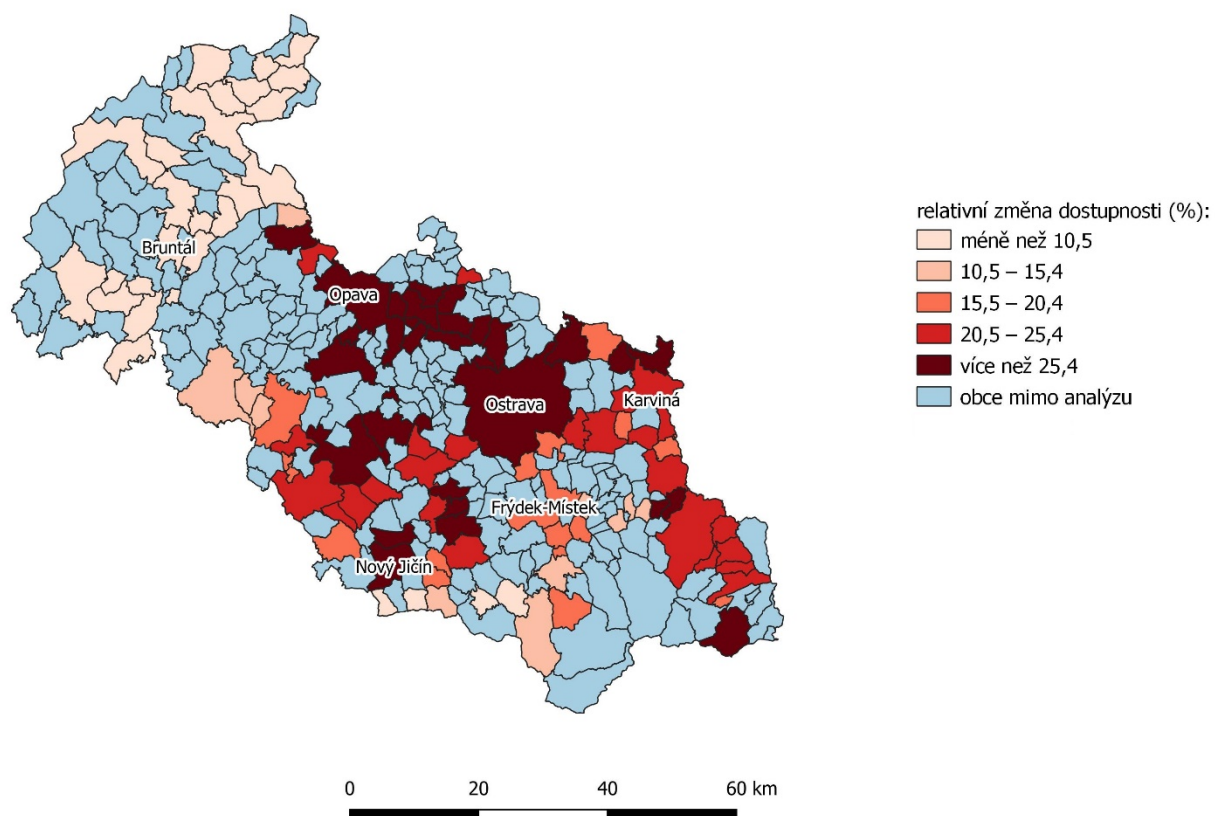 Bruntál
Opava
Ostrava
Karviná
Frýdek-Místek
Nový Jičín
relativní změna dostupnosti (%):
méně než 10,5
10,5 – 15,4
15,5 – 20,4
20,5 – 25,4
více než 25,4
obce mimo analýzu
0 20 40 60 km